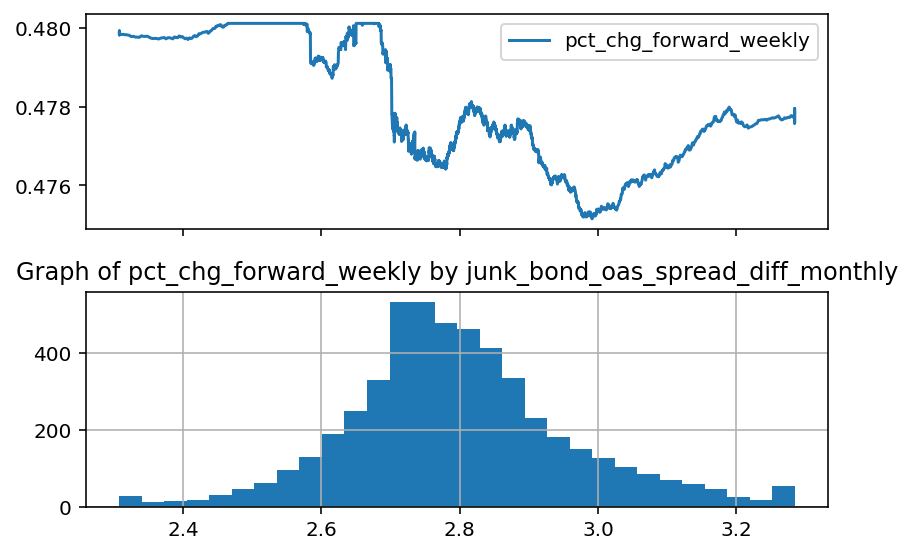 0.480
0.478
0.476
pct_chg_forward_weekly
Graph of pct_chg_forward_weekly by junk_bond_oas_spread_diff_monthly
400
200
0
2.4 2.6 2.8 3.0 3.2